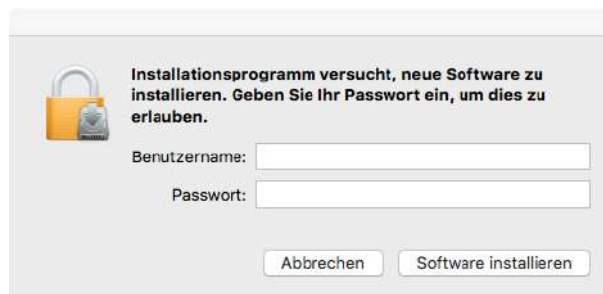 Installationsprogramm versucht, neue Software zu
installieren. Geben Sie Ihr Passwort ein, um dies zu
erlauben.
Benutzername:
Passwort:
Abbrechen
Software installieren